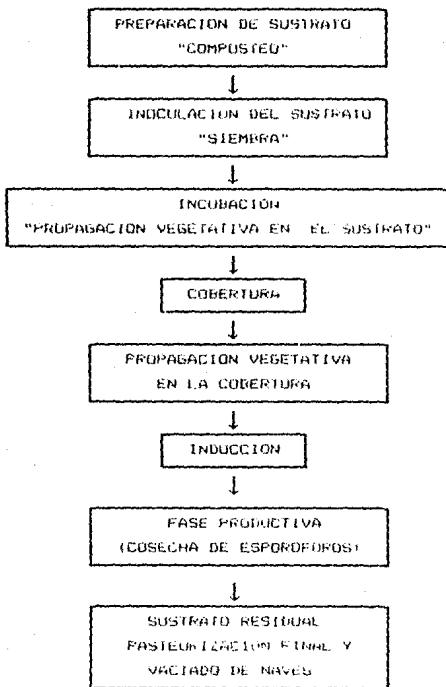 PREPARACION DE SUSTRATO
"COMPOSTEO"
INOCULACION DEL SUSTRATO
"SIEMBRA"
INCUBACION
"PROPAGACION VEGETATIVA EN EL SUSTRATO"
COBERTURA
PROPAGACION VEGETATIVA
EN LA COBERTURA
INDUCCION
FASE PRODUCTIVA
(COSECHA DE ESPOROFOROS)
SUSTRATO RESIDUAL
PASTEURIZACION FINAL Y
VACIADO DE NAVES